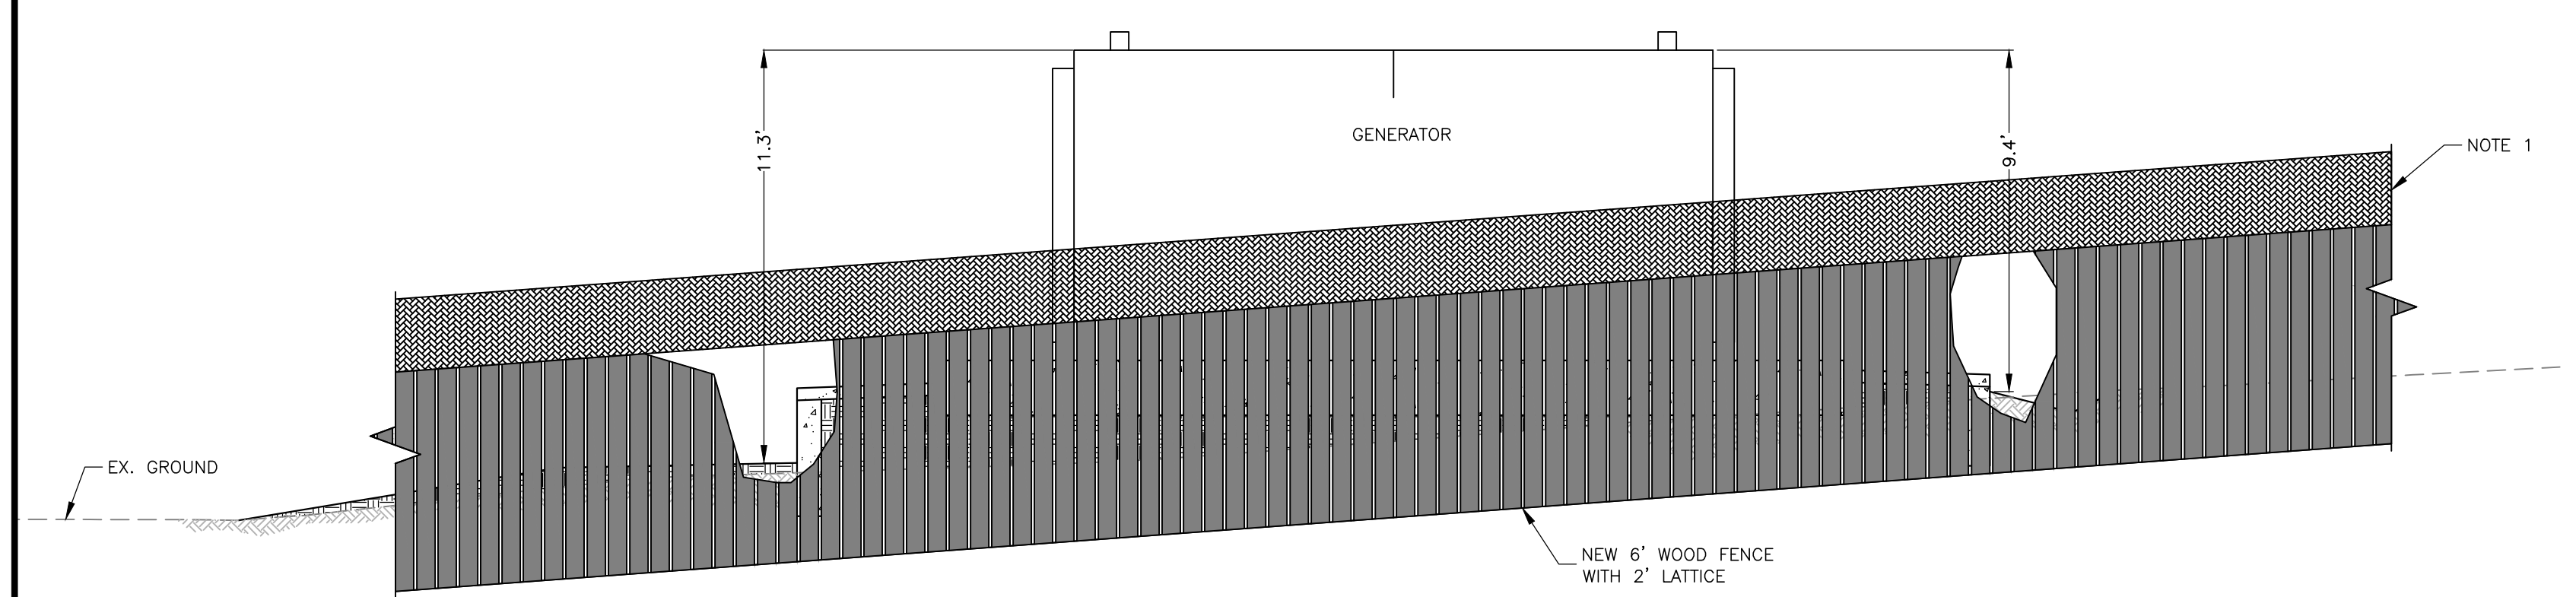 GENERATOR
11.3'
9.4'
NOTE 1
EX. GROUND
NEW 6' WOOD FENCE
WITH 2' LATTICE